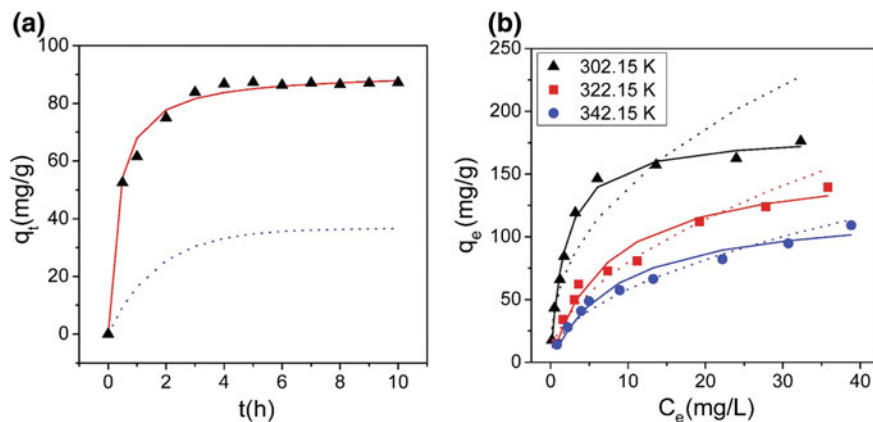 (a)
100
80
60
40
20
0
q_t(mg/g)
0 2 4 6 8 10
t(h)
(b)
250
200
150
100
50
0
q_e(mg/g)
302.15 K
322.15 K
342.15 K
0 10 20 30 40
C_e(mg/L)